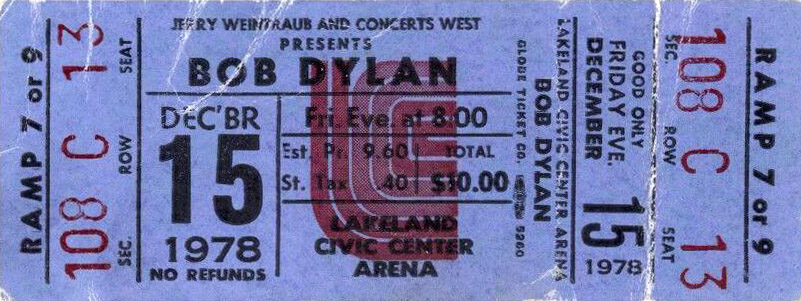 RAMP 7 or 9
108 C 13
SEC. ROW SEAT
JERRY WEINTRAUB AND CONCERTS WEST
PRESENTS
BOB DYLAN
DEC'BR
15
1978
NO REFUNDS
Fri. Eve. at 8:00
Est. Pr. 9.60 TOTAL
St. Tax .40 $10.00
LAKELAND
CIVIC CENTER
ARENA
GLOBE TICKET CO. 5260
BOB DYLAN
LAKELAND CIVIC CENTER ARENA
GOOD ONLY
FRIDAY EVE.
DECEMBER
15
1978
SEC. ROW SEAT
108 C 13
RAMP 7 or 9